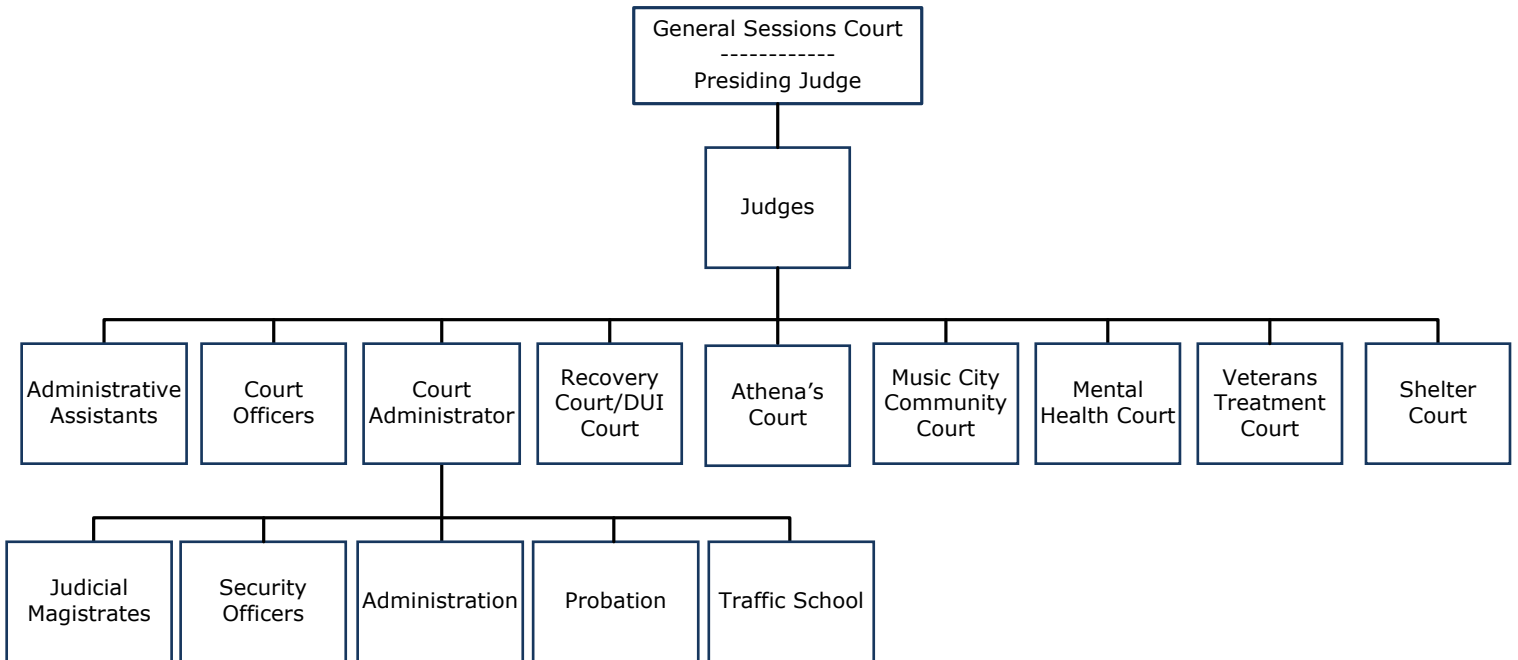 General Sessions Court
------------
Presiding Judge
Judges
Administrative
Assistants
Court
Officers
Court
Administrator
Recovery
Court/DUI
Court
Athena’s
Court
Music City
Community
Court
Mental
Health Court
Veterans
Treatment
Court
Shelter
Court
Judicial
Magistrates
Security
Officers
Administration
Probation
Traffic School